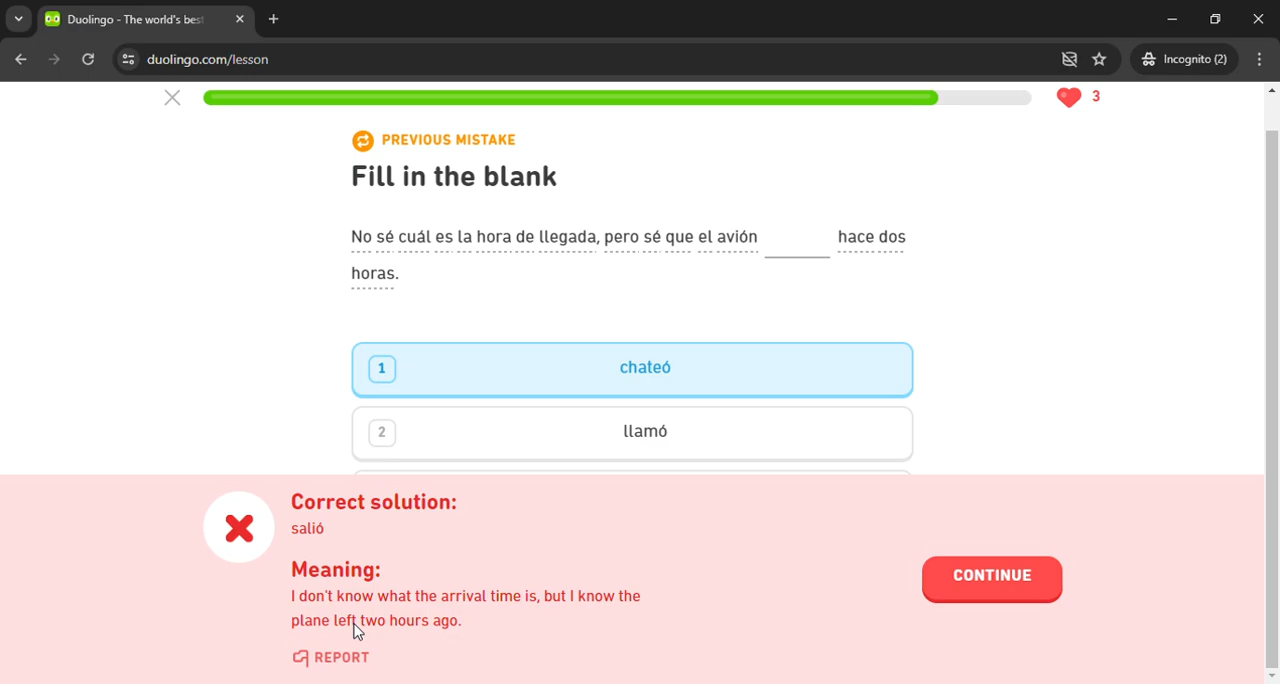 Duolingo - The world's best
duolingo.com/lesson
Incognito (2)
3
PREVIOUS MISTAKE
Fill in the blank
No sé cuál es la hora de llegada, pero sé que el avión ______ hace dos
horas.
1 chateó
2 llamó
Correct solution:
salió
Meaning:
I don't know what the arrival time is, but I know the
plane left two hours ago.
CONTINUE
REPORT